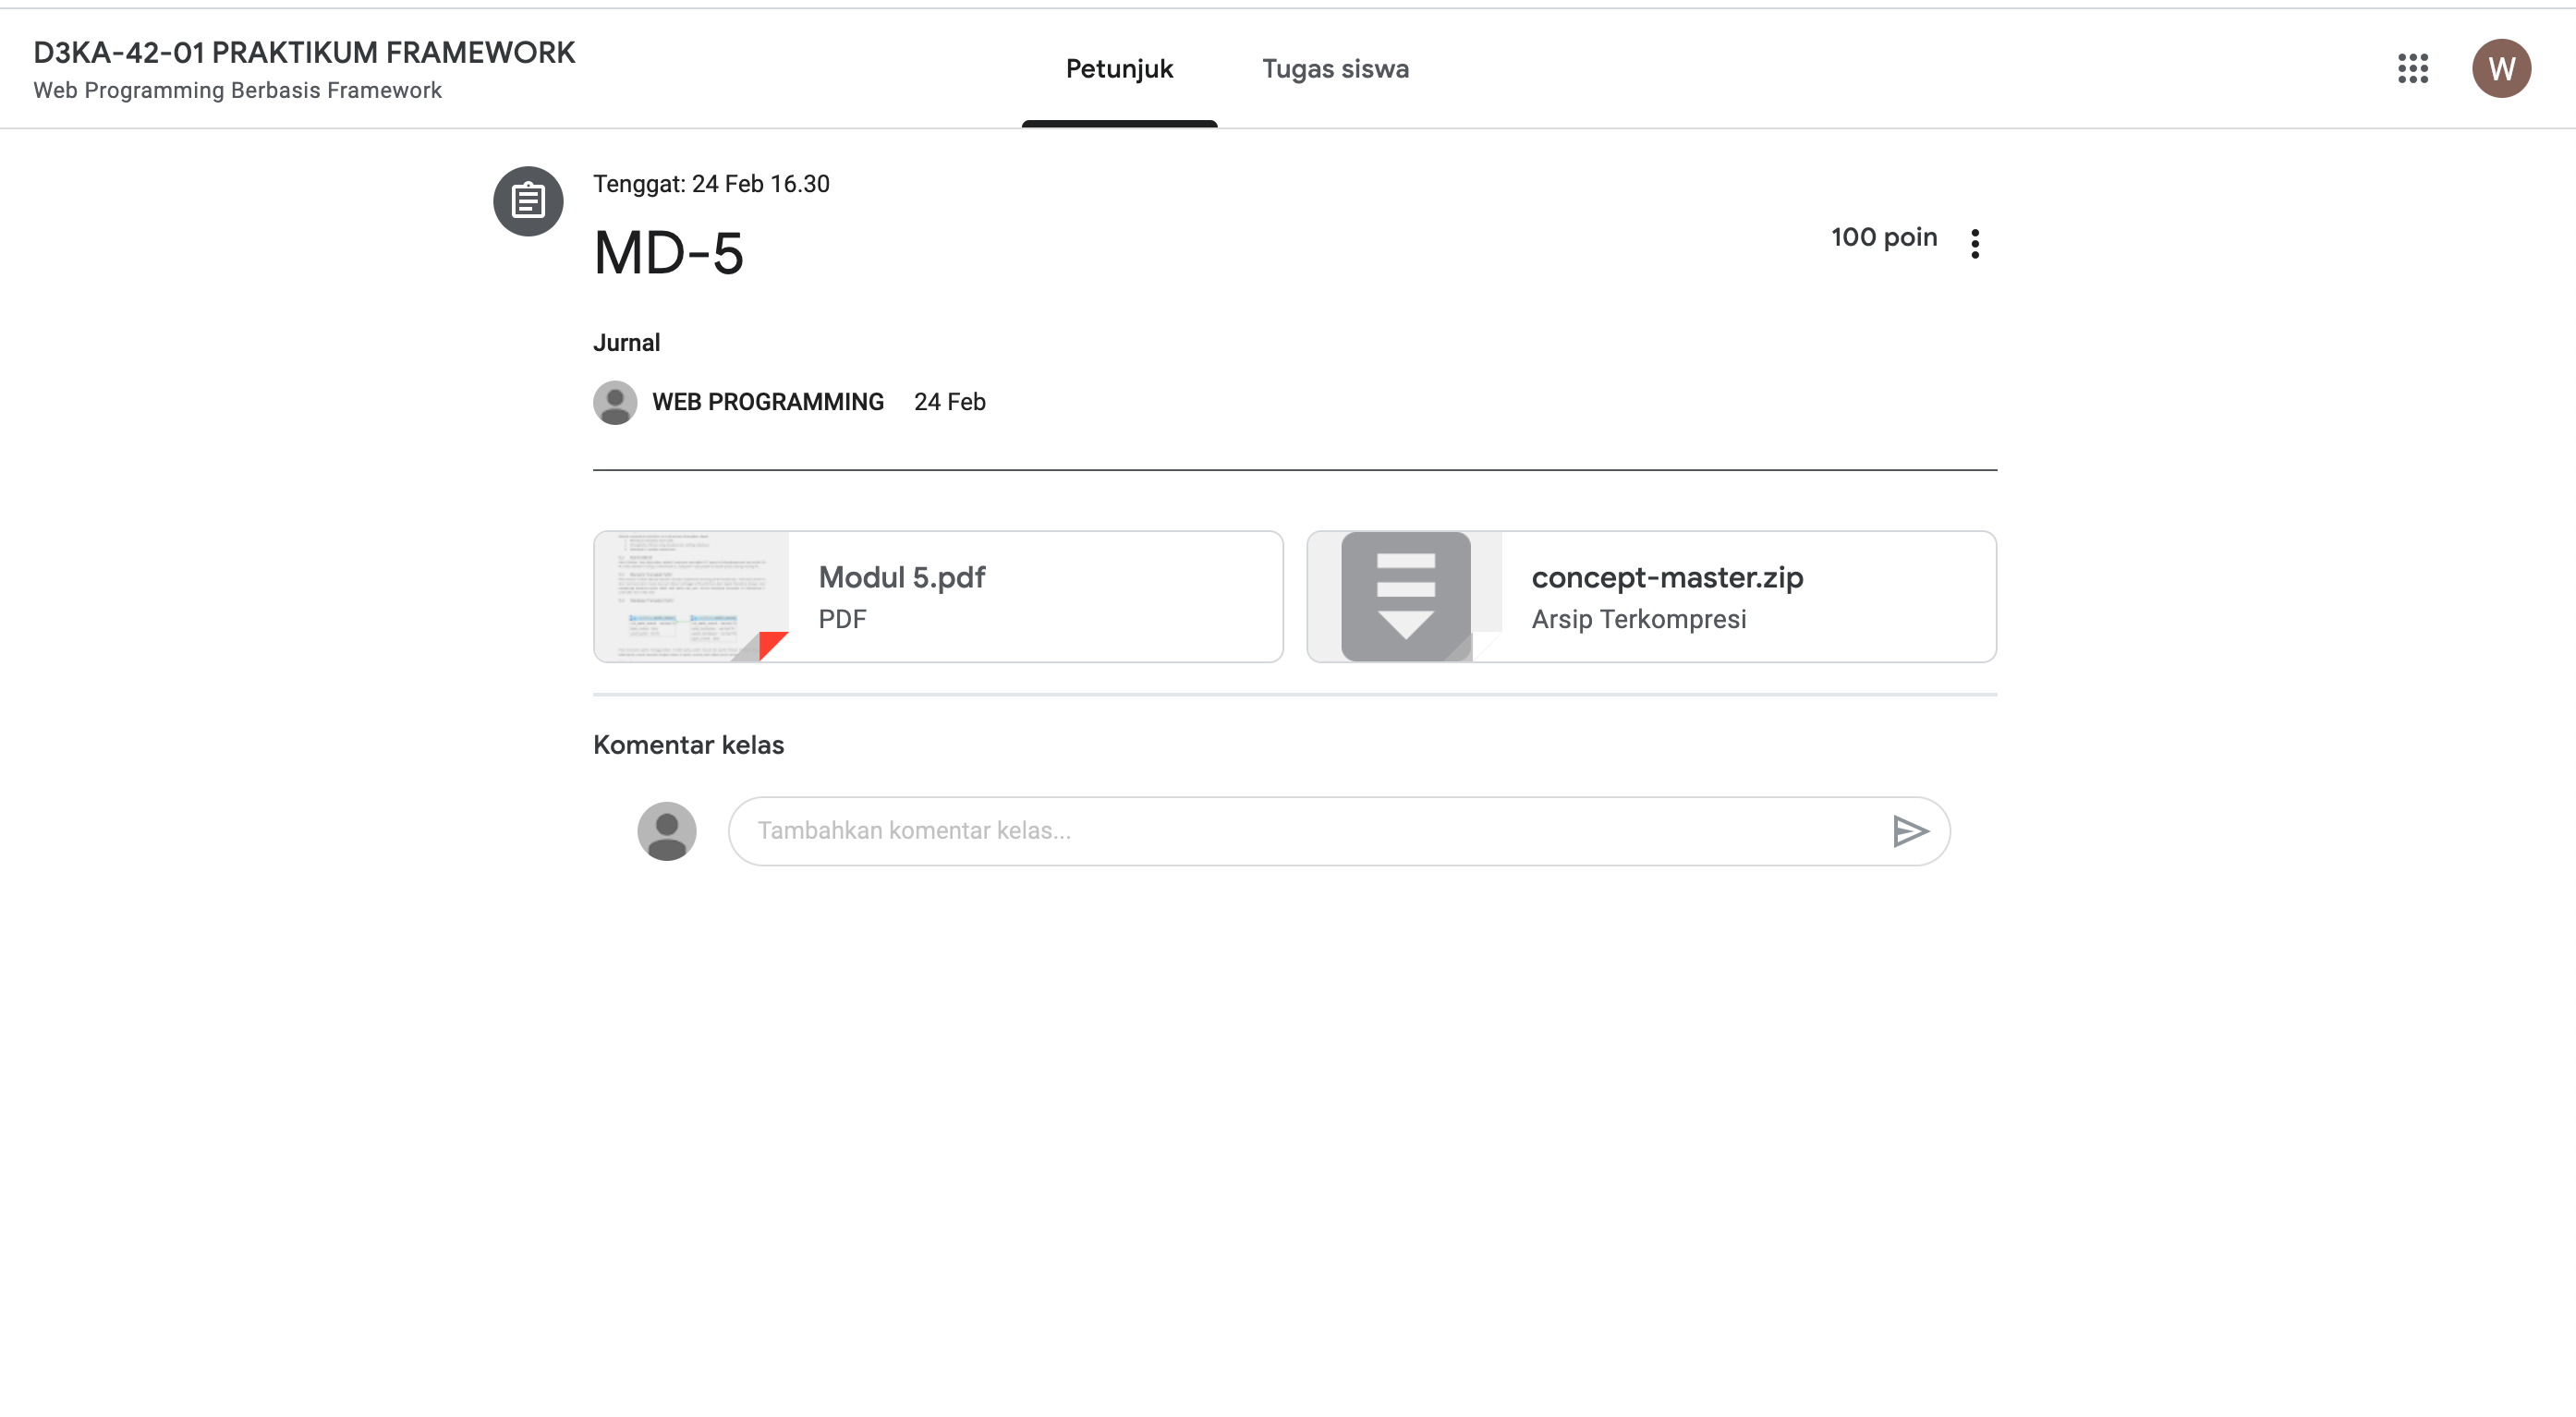 D3KA-42-01 PRAKTIKUM FRAMEWORK
Web Programming Berbasis Framework
Petunjuk
Tugas siswa
W
Tenggat: 24 Feb 16.30
MD-5
100 poin
Jurnal
WEB PROGRAMMING 24 Feb
Modul 5.pdf
PDF
concept-master.zip
Arsip Terkompresi
Komentar kelas
Tambahkan komentar kelas...